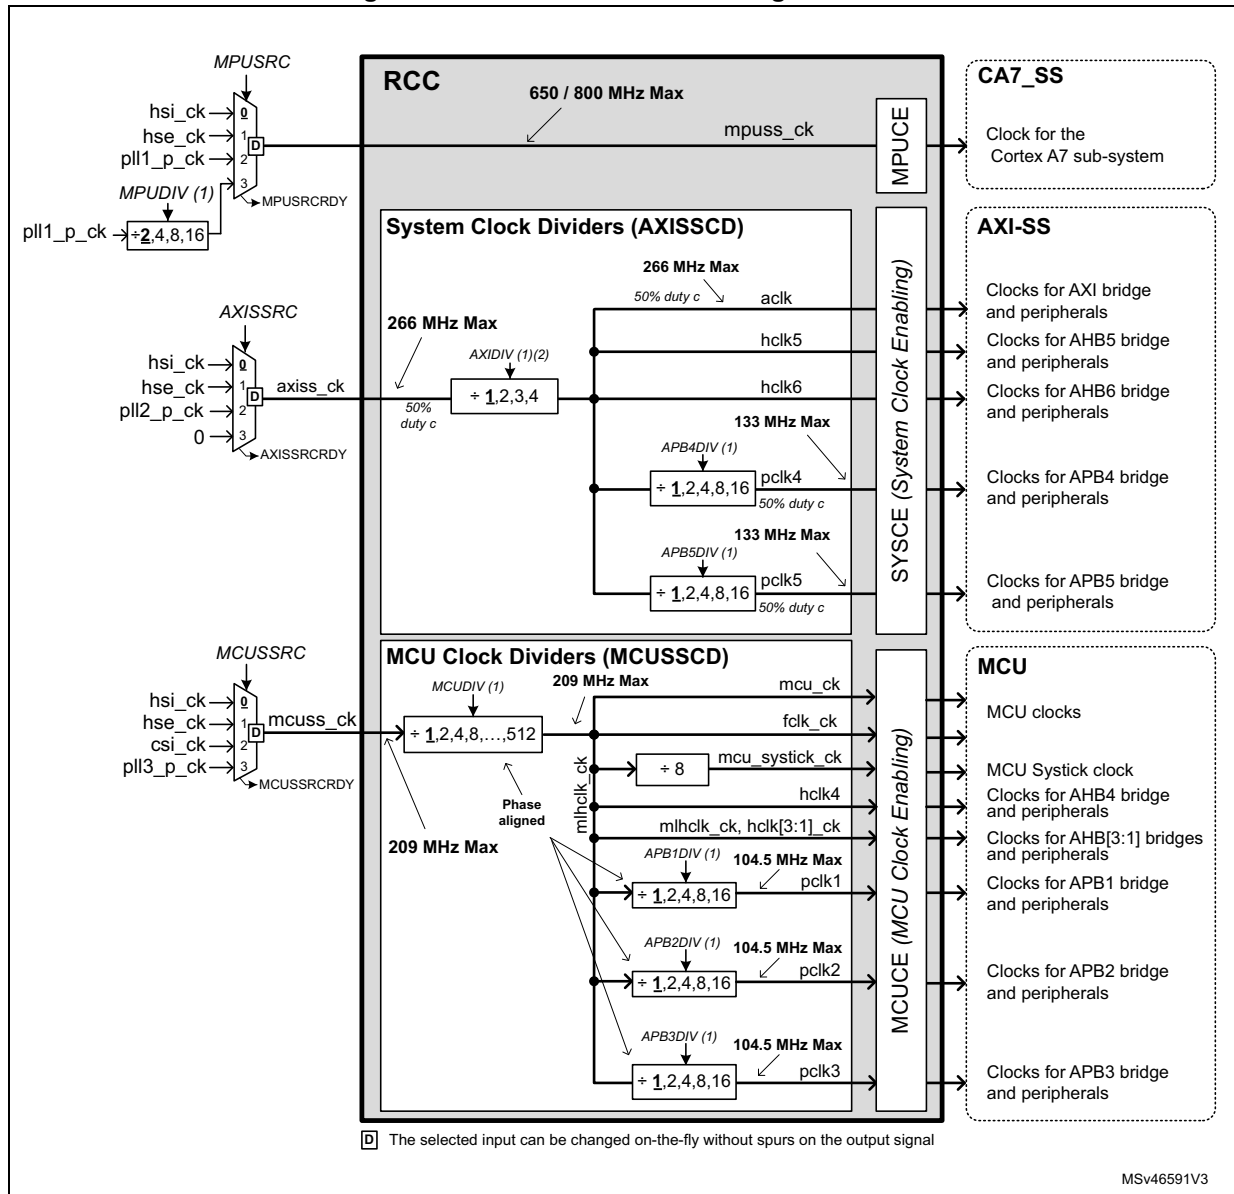 MPUSRC
hsi_ck
0
hse_ck
1
D
pll1_p_ck
2
3
MPUDIV (1)
MPUSRCRDY
pll1_p_ck
÷2,4,8,16
RCC
650 / 800 MHz Max
mpuss_ck
MPUCE
CA7_SS
Clock for the
Cortex A7 sub-system
System Clock Dividers (AXISSCD)
AXISSRC
hsi_ck
0
hse_ck
1
D
axiss_ck
pll2_p_ck
2
0
3
AXISSRCRDY
266 MHz Max
50%
duty c
AXIDIV (1)(2)
÷ 1,2,3,4
266 MHz Max
50% duty c
aclk
hclk5
hclk6
133 MHz Max
APB4DIV (1)
÷ 1,2,4,8,16
pclk4
50% duty c
133 MHz Max
APB5DIV (1)
÷ 1,2,4,8,16
pclk5
50% duty c
SYSCE (System Clock Enabling)
AXI-SS
Clocks for AXI bridge
and peripherals
Clocks for AHB5 bridge
and peripherals
Clocks for AHB6 bridge
and peripherals
Clocks for APB4 bridge
and peripherals
Clocks for APB5 bridge
and peripherals
MCU Clock Dividers (MCUSSCD)
MCUSSRC
hsi_ck
0
hse_ck
1
D
mcuss_ck
csi_ck
2
pll3_p_ck
3
MCUSSRCRDY
209 MHz Max
MCUDIV (1)
÷ 1,2,4,8,…,512
209 MHz Max
Phase
aligned
mlhclk_ck
mcu_ck
fclk_ck
÷ 8
mcu_systick_ck
hclk4
mlhclk_ck, hclk[3:1]_ck
APB1DIV (1)
104.5 MHz Max
÷ 1,2,4,8,16
pclk1
APB2DIV (1)
104.5 MHz Max
÷ 1,2,4,8,16
pclk2
APB3DIV (1)
104.5 MHz Max
÷ 1,2,4,8,16
pclk3
MCUCE (MCU Clock Enabling)
MCU
MCU clocks
MCU Systick clock
Clocks for AHB4 bridge
and peripherals
Clocks for AHB[3:1] bridges
and peripherals
Clocks for APB1 bridge
and peripherals
Clocks for APB2 bridge
and peripherals
Clocks for APB3 bridge
and peripherals
D The selected input can be changed on-the-fly without spurs on the output signal
MSv46591V3